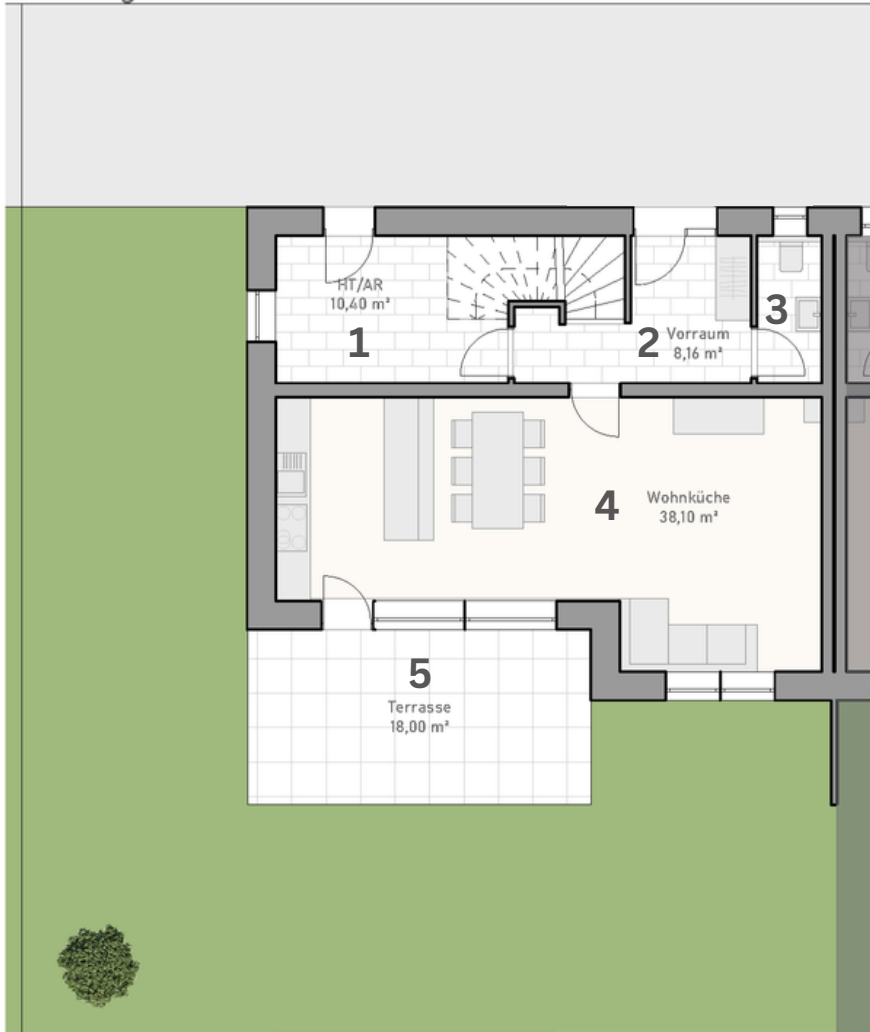 HT/AR
10,40 m²
1
2
Vorraum
8,16 m²
3
4
Wohnküche
38,10 m²
5
Terrasse
18,00 m²